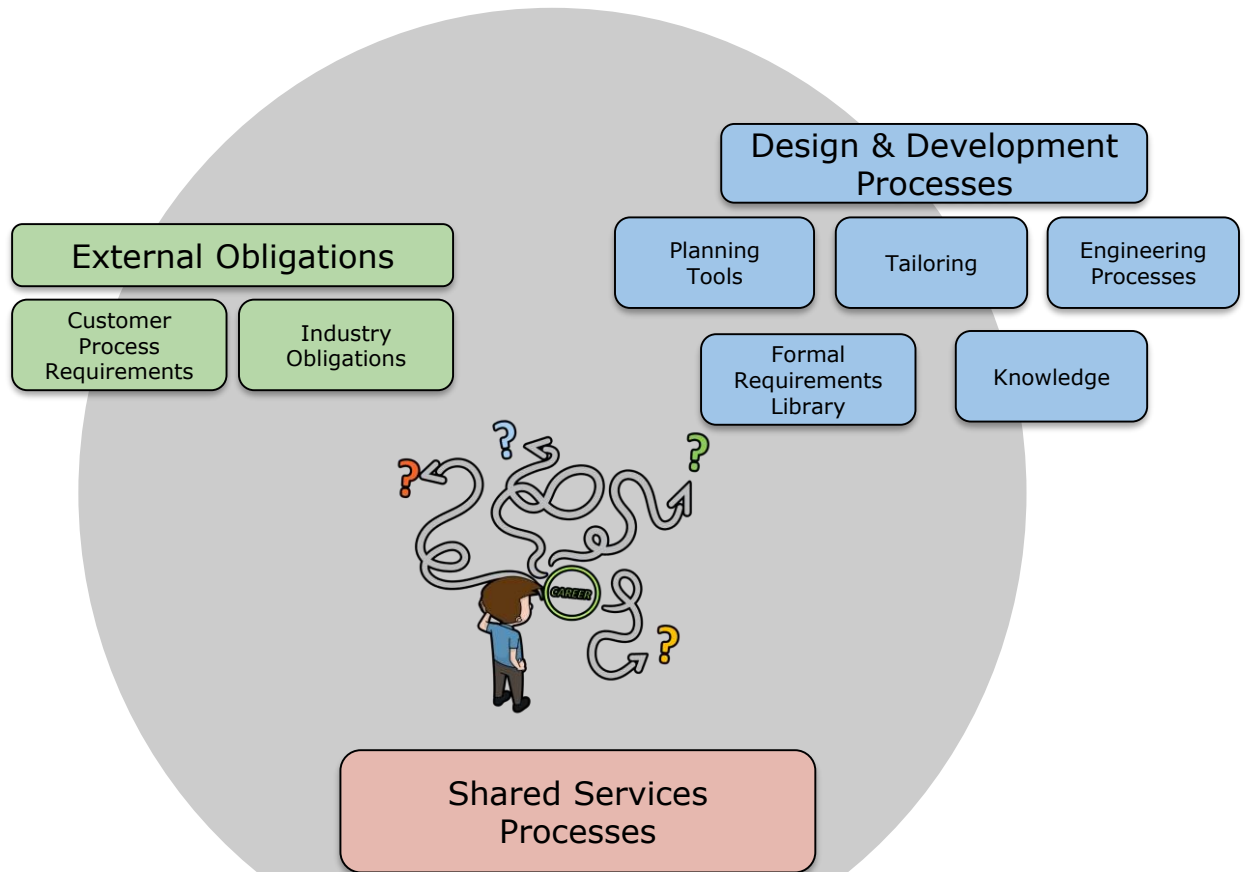 Design & Development
Processes
External Obligations
Planning
Tools
Tailoring
Engineering
Processes
Customer
Process
Requirements
Industry
Obligations
Formal
Requirements
Library
Knowledge
?
?
?
CAREER
?
Shared Services
Processes